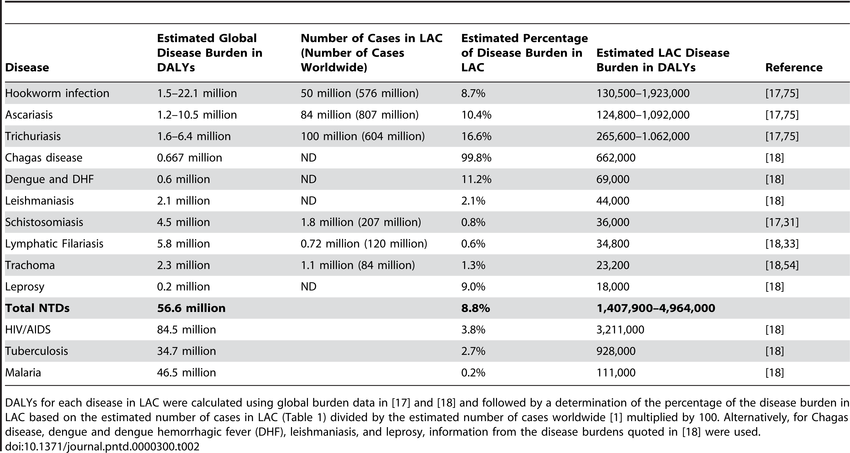 Disease | Estimated Global Disease Burden in DALYs | Number of Cases in LAC (Number of Cases Worldwide) | Estimated Percentage of Disease Burden in LAC | Estimated LAC Disease Burden in DALYs | Reference
Hookworm infection | 1.5–22.1 million | 50 million (576 million) | 8.7% | 130,500–1,923,000 | [17,75]
Ascariasis | 1.2–10.5 million | 84 million (807 million) | 10.4% | 124,800–1,092,000 | [17,75]
Trichuriasis | 1.6–6.4 million | 100 million (604 million) | 16.6% | 265,600–1.062,000 | [17,75]
Chagas disease | 0.667 million | ND | 99.8% | 662,000 | [18]
Dengue and DHF | 0.6 million | ND | 11.2% | 69,000 | [18]
Leishmaniasis | 2.1 million | ND | 2.1% | 44,000 | [18]
Schistosomiasis | 4.5 million | 1.8 million (207 million) | 0.8% | 36,000 | [17,31]
Lymphatic Filariasis | 5.8 million | 0.72 million (120 million) | 0.6% | 34,800 | [18,33]
Trachoma | 2.3 million | 1.1 million (84 million) | 1.3% | 23,200 | [18,54]
Leprosy | 0.2 million | ND | 9.0% | 18,000 | [18]
Total NTDs | 56.6 million | | 8.8% | 1,407,900–4,964,000 |
HIV/AIDS | 84.5 million | | 3.8% | 3,211,000 | [18]
Tuberculosis | 34.7 million | | 2.7% | 928,000 | [18]
Malaria | 46.5 million | | 0.2% | 111,000 | [18]
DALYs for each disease in LAC were calculated using global burden data in [17] and [18] and followed by a determination of the percentage of the disease burden in
LAC based on the estimated number of cases in LAC (Table 1) divided by the estimated number of cases worldwide [1] multiplied by 100. Alternatively, for Chagas
disease, dengue and dengue hemorrhagic fever (DHF), leishmaniasis, and leprosy, information from the disease burdens quoted in [18] were used.
doi:10.1371/journal.pntd.0000300.t002